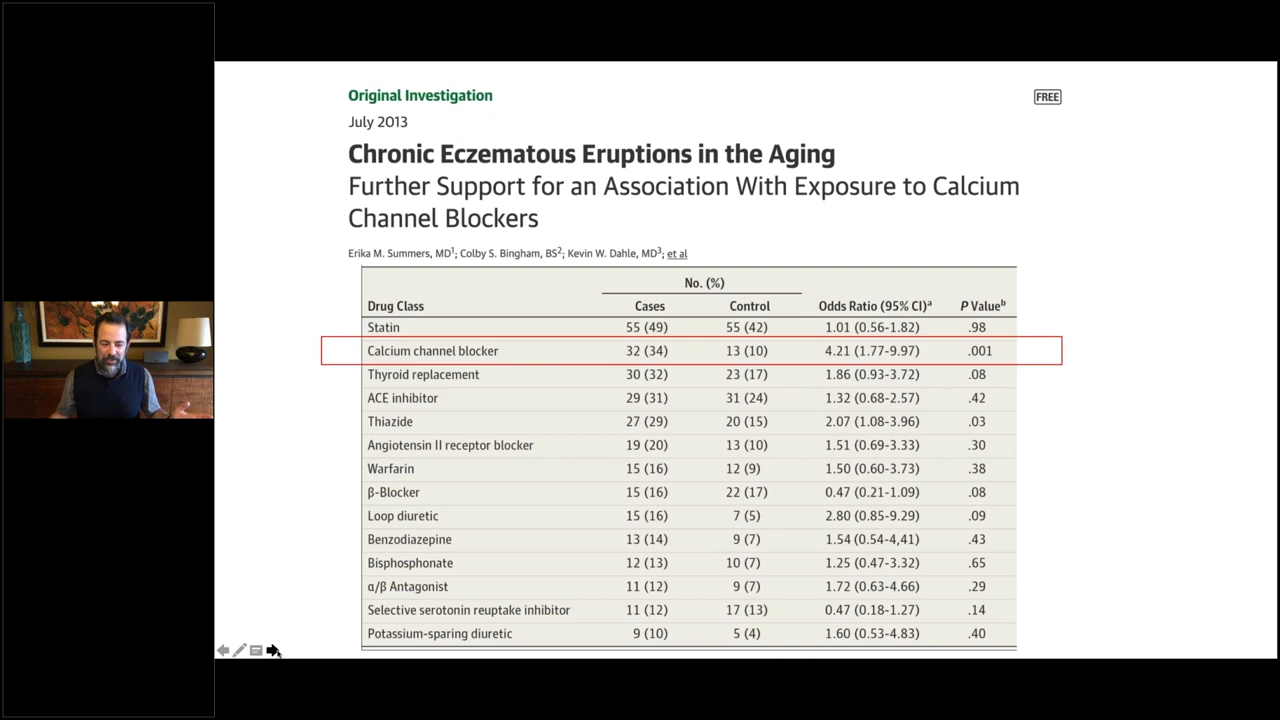 Original Investigation
FREE
July 2013
Chronic Eczematous Eruptions in the Aging
Further Support for an Association With Exposure to Calcium
Channel Blockers
Erika M. Summers, MD1; Colby S. Bingham, BS2; Kevin W. Dahle, MD3; et al
No. (%)
Drug Class Cases Control Odds Ratio (95% CI)a P Valueb
Statin 55 (49) 55 (42) 1.01 (0.56-1.82) .98
Calcium channel blocker 32 (34) 13 (10) 4.21 (1.77-9.97) .001
Thyroid replacement 30 (32) 23 (17) 1.86 (0.93-3.72) .08
ACE inhibitor 29 (31) 31 (24) 1.32 (0.68-2.57) .42
Thiazide 27 (29) 20 (15) 2.07 (1.08-3.96) .03
Angiotensin II receptor blocker 19 (20) 13 (10) 1.51 (0.69-3.33) .30
Warfarin 15 (16) 12 (9) 1.50 (0.60-3.73) .38
β-Blocker 15 (16) 22 (17) 0.47 (0.21-1.09) .08
Loop diuretic 15 (16) 7 (5) 2.80 (0.85-9.29) .09
Benzodiazepine 13 (14) 9 (7) 1.54 (0.54-4,41) .43
Bisphosphonate 12 (13) 10 (7) 1.25 (0.47-3.32) .65
α/β Antagonist 11 (12) 9 (7) 1.72 (0.63-4.66) .29
Selective serotonin reuptake inhibitor 11 (12) 17 (13) 0.47 (0.18-1.27) .14
Potassium-sparing diuretic 9 (10) 5 (4) 1.60 (0.53-4.83) .40